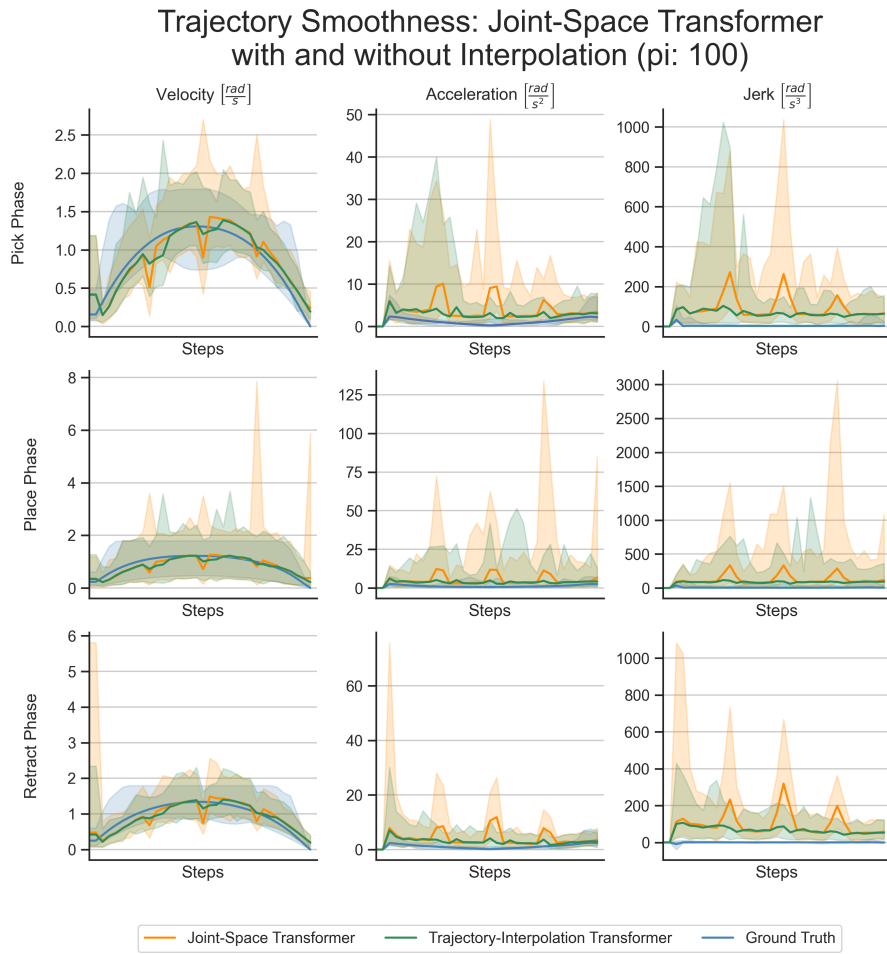 Trajectory Smoothness: Joint-Space Transformer
with and without Interpolation (pi: 100)
Velocity [rad/s]
Acceleration [rad/s²]
Jerk [rad/s³]
Pick Phase
2.5
2.0
1.5
1.0
0.5
0.0
Steps
50
40
30
20
10
0
Steps
1000
800
600
400
200
0
Steps
Place Phase
8
6
4
2
0
Steps
125
100
75
50
25
0
Steps
3000
2500
2000
1500
1000
500
0
Steps
Retract Phase
6
5
4
3
2
1
0
Steps
60
40
20
0
Steps
1000
800
600
400
200
0
Steps
Joint-Space Transformer
Trajectory-Interpolation Transformer
Ground Truth